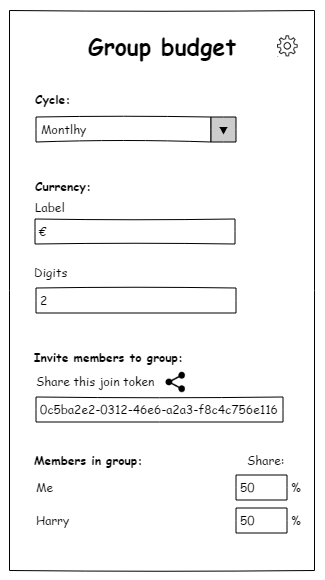 Group budget
Cycle:
Montlhy
Currency:
Label
€
Digits
2
Invite members to group:
Share this join token
0c5ba2e2-0312-46e6-a2a3-f8c4c756e116
Members in group: Share:
Me 50 %
Harry 50 %